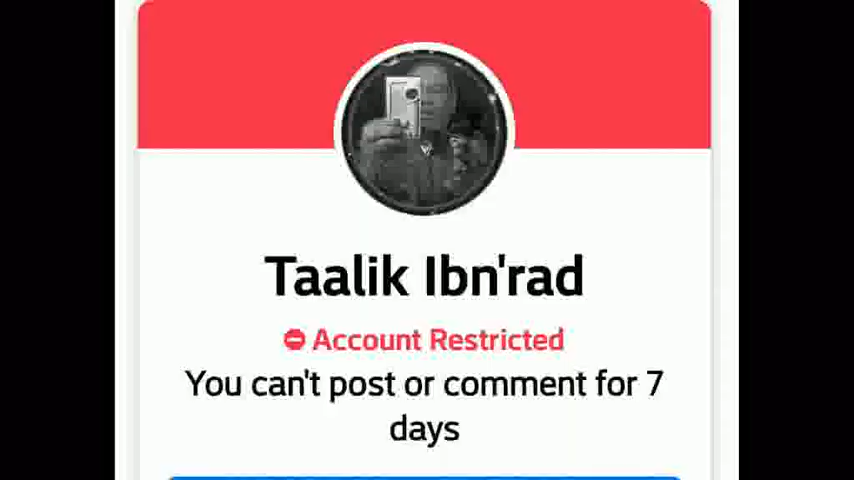 Taalik Ibn'rad
Account Restricted
You can't post or comment for 7
days